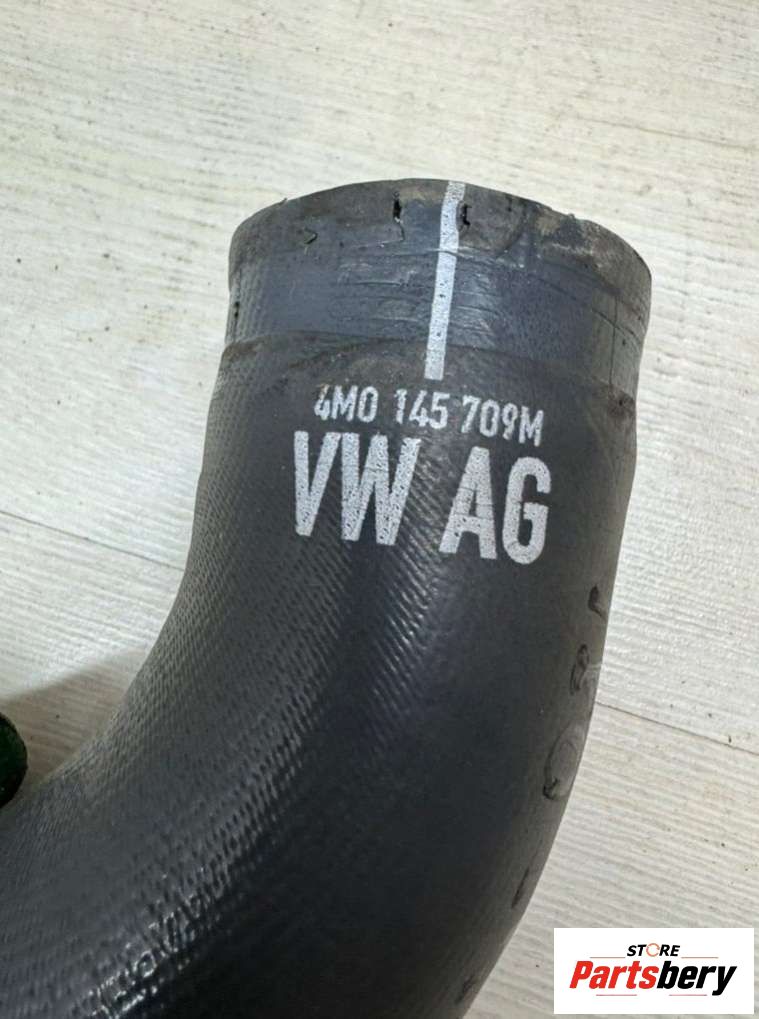 4M0 145 709M
VW AG
STORE
Partsbery